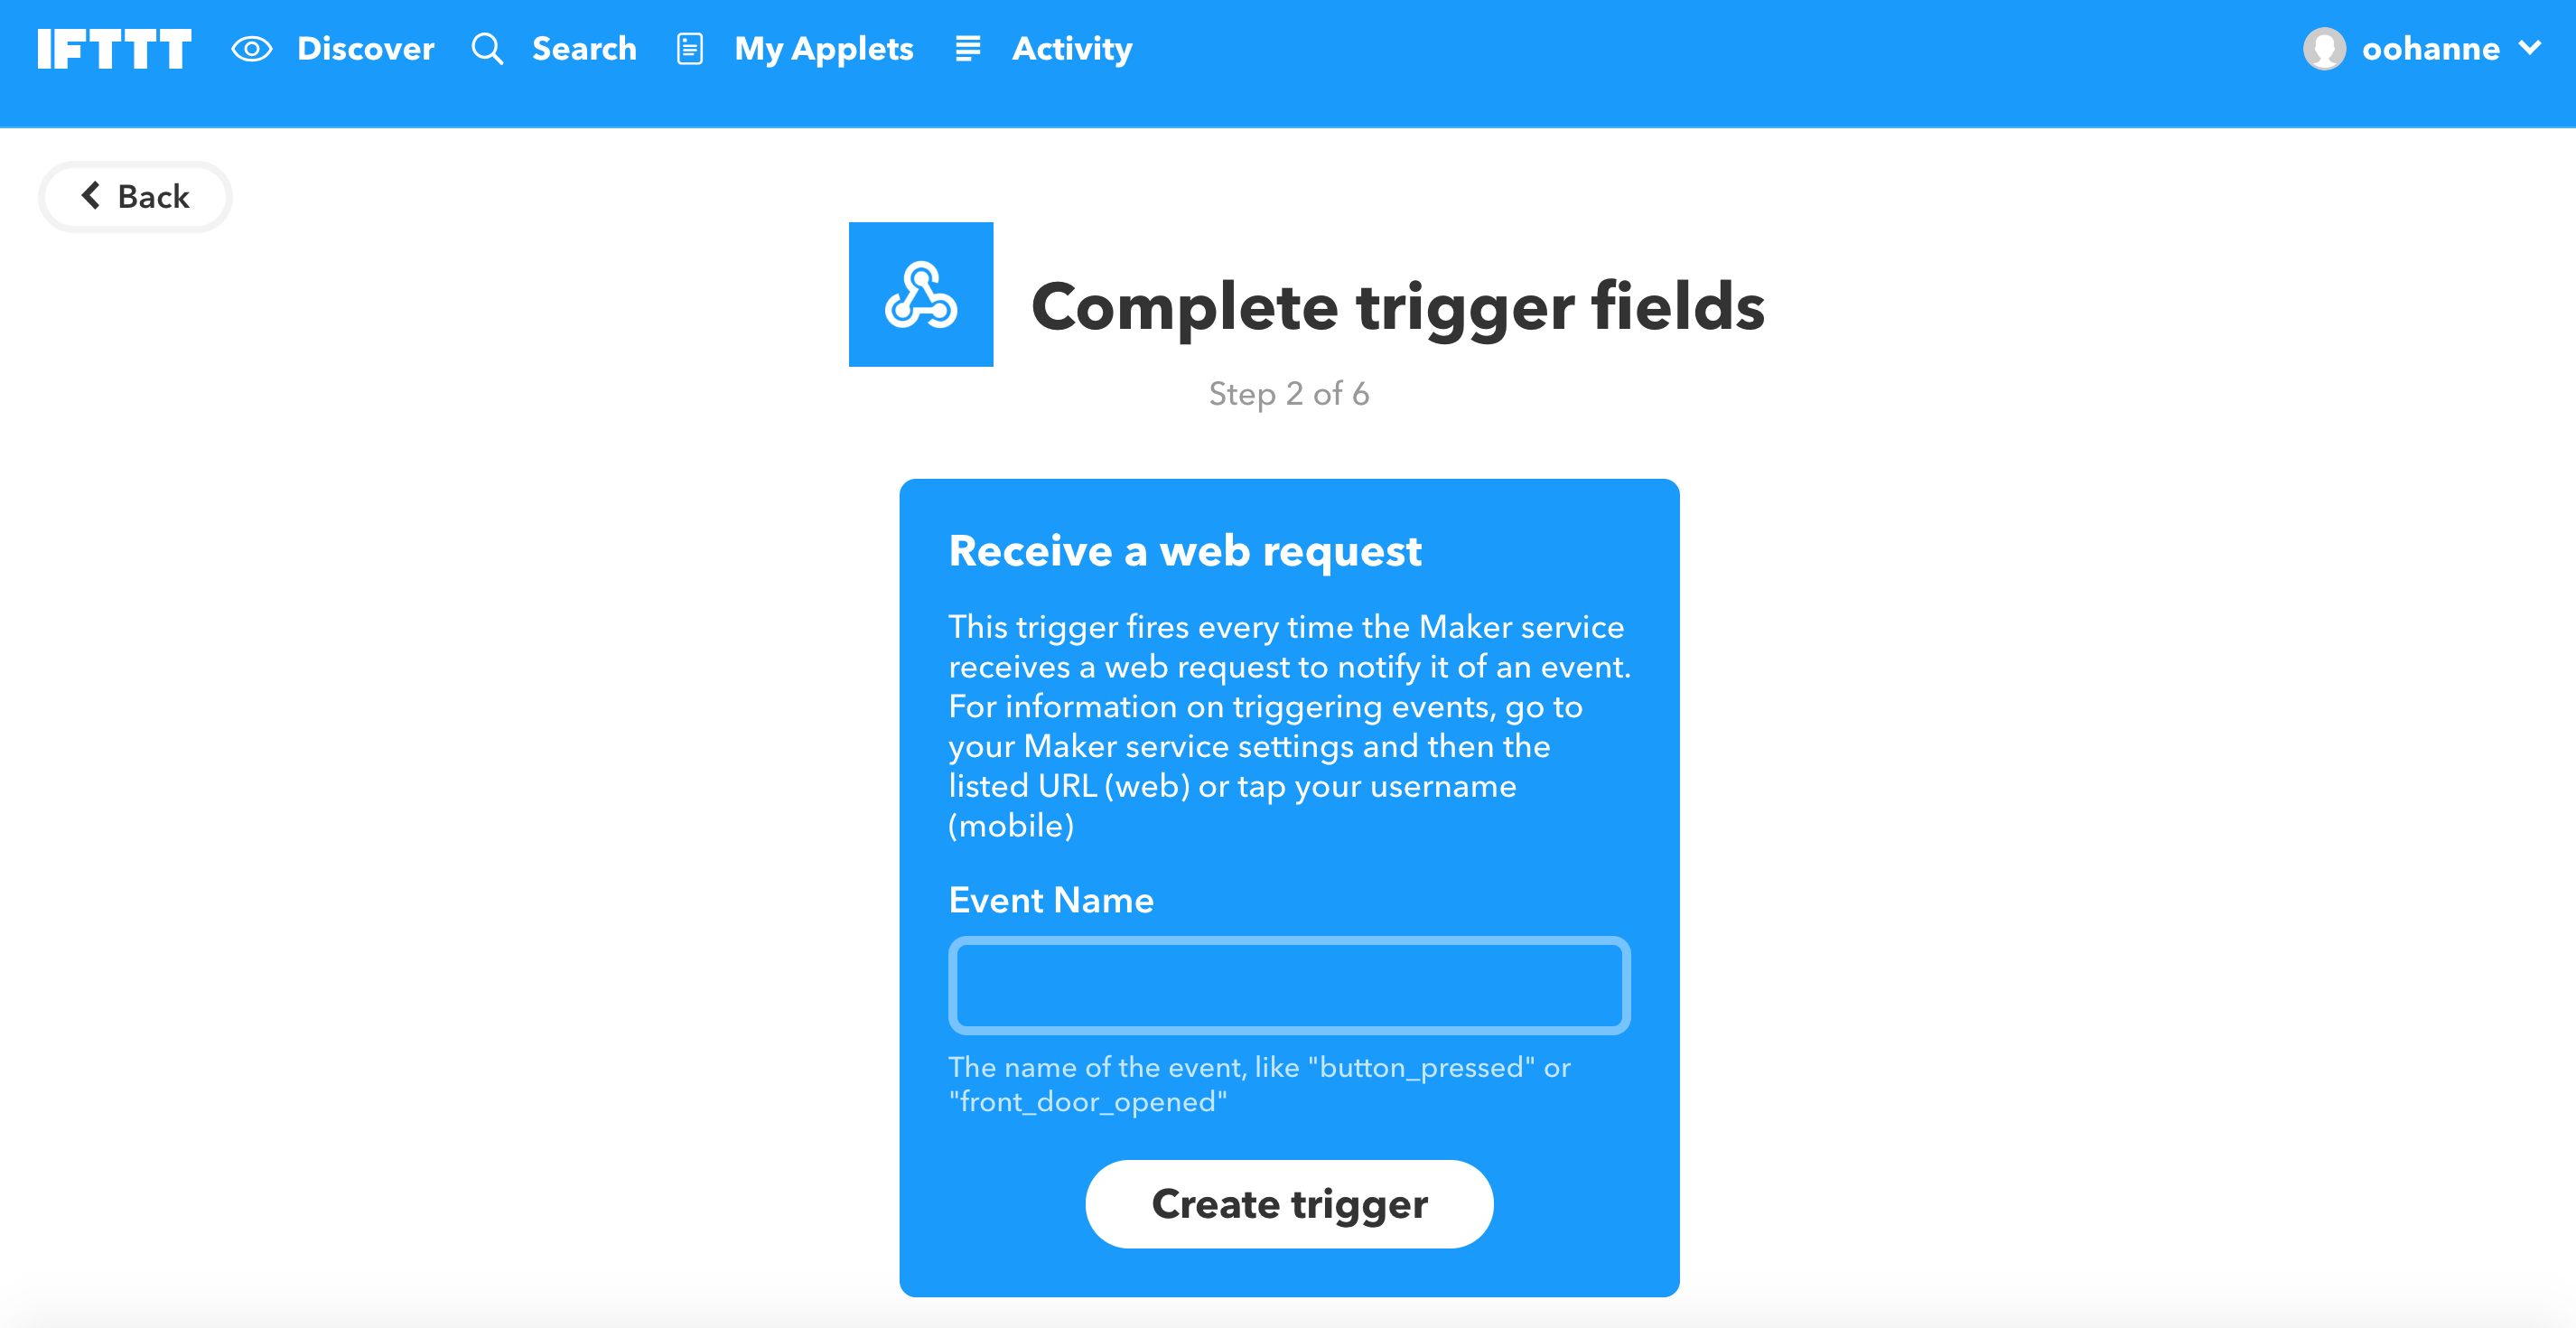 IFTTT Discover Search My Applets Activity oohanne
Back
Complete trigger fields
Step 2 of 6
Receive a web request
This trigger fires every time the Maker service
receives a web request to notify it of an event.
For information on triggering events, go to
your Maker service settings and then the
listed URL (web) or tap your username
(mobile)
Event Name
The name of the event, like "button_pressed" or
"front_door_opened"
Create trigger